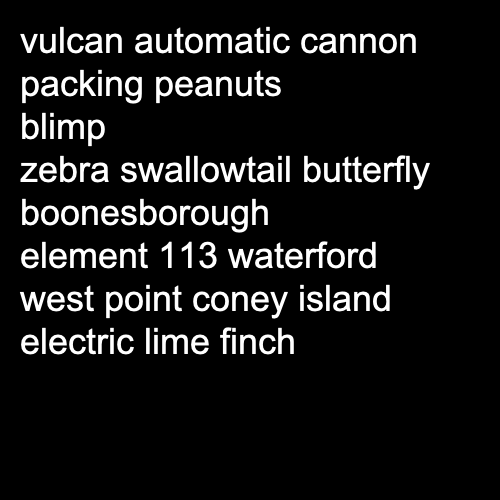 vulcan automatic cannon
packing peanuts
blimp
zebra swallowtail butterfly
boonesborough
element 113 waterford
west point coney island
electric lime finch